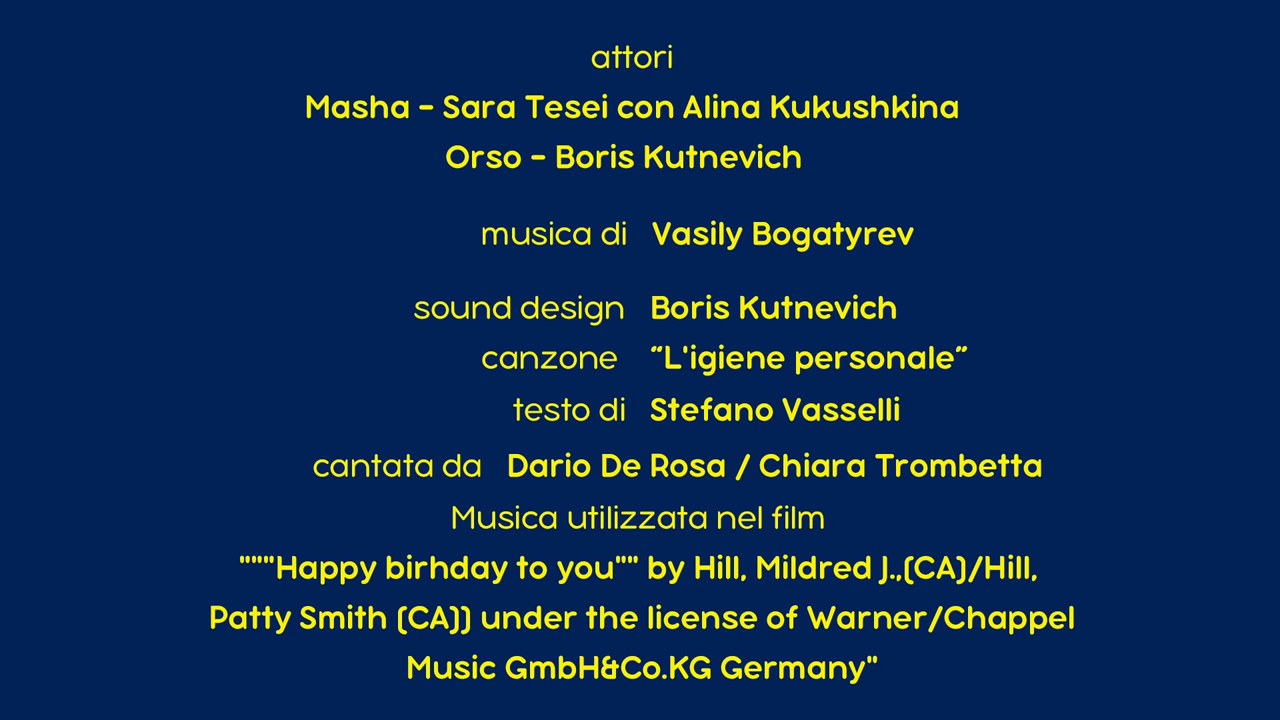 attori
Masha - Sara Tesei con Alina Kukushkina
Orso - Boris Kutnevich
musica di Vasily Bogatyrev
sound design Boris Kutnevich
canzone “L'igiene personale”
testo di Stefano Vasselli
cantata da Dario De Rosa / Chiara Trombetta
Musica utilizzata nel film
""""Happy birhday to you"" by Hill, Mildred J.,(CA)/Hill,
Patty Smith (CA)) under the license of Warner/Chappel
Music GmbH&Co.KG Germany"